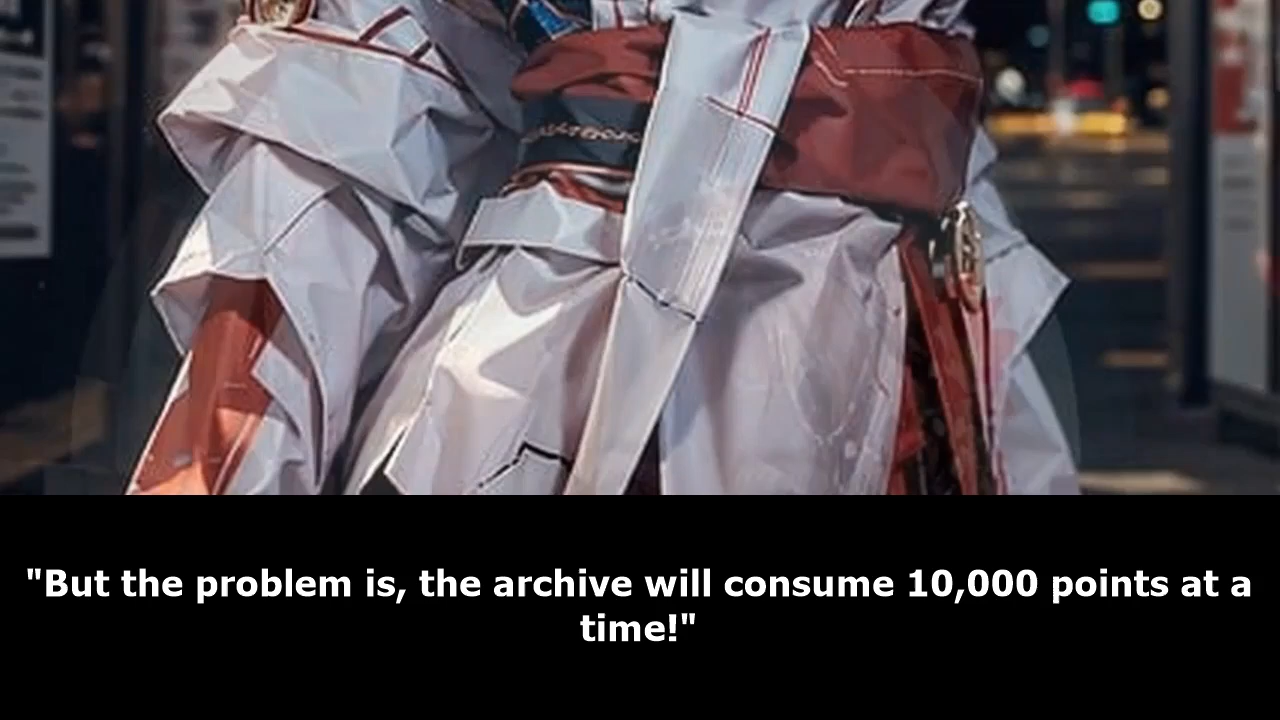 "But the problem is, the archive will consume 10,000 points at a
time!"